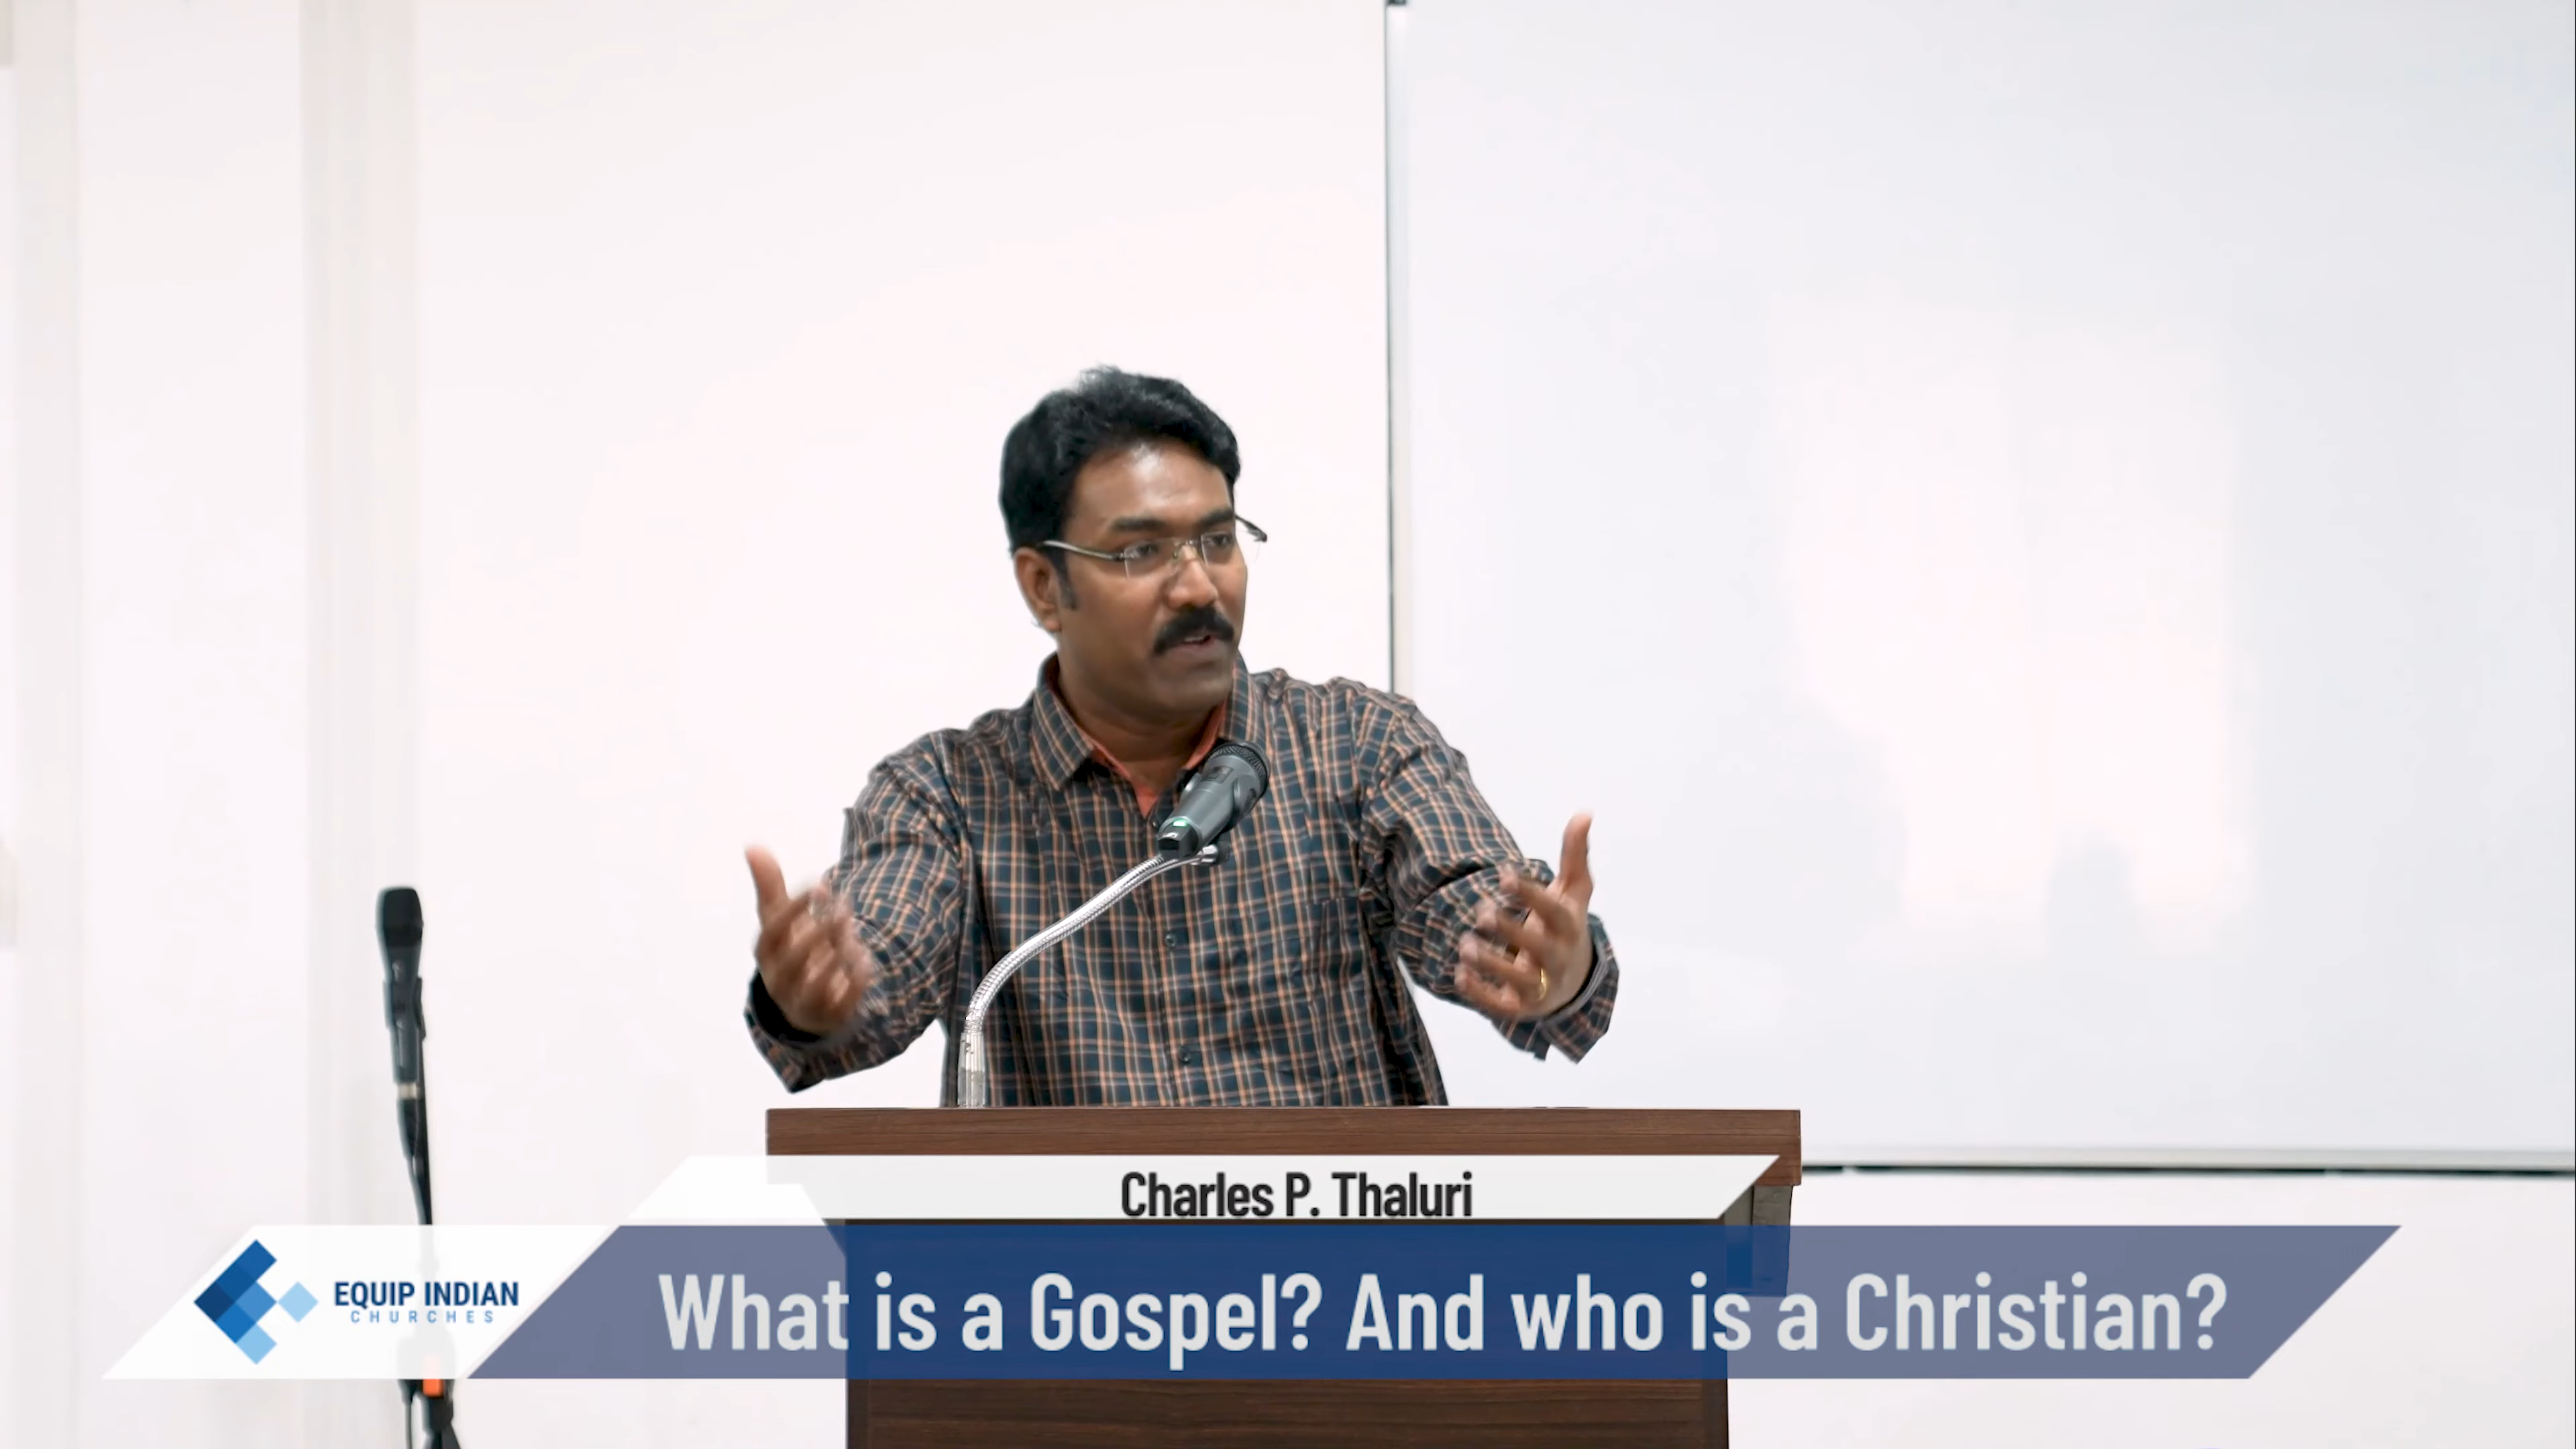 Charles P. Thaluri
EQUIP INDIAN
CHURCHES
What is a Gospel? And who is a Christian?